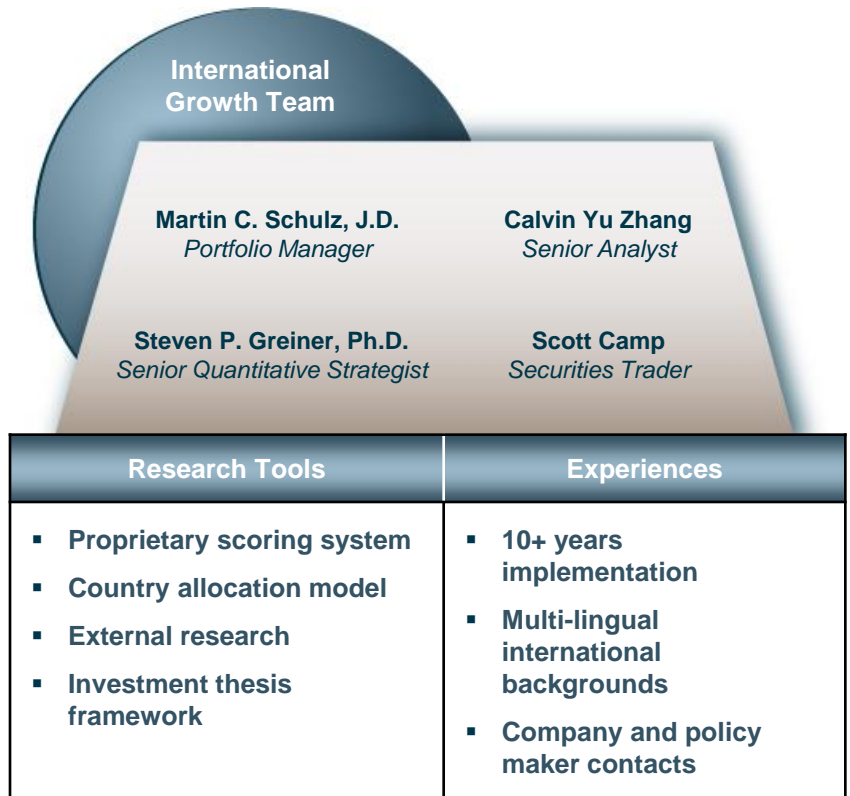 International
Growth Team
Martin C. Schulz, J.D.
Portfolio Manager
Calvin Yu Zhang
Senior Analyst
Steven P. Greiner, Ph.D.
Senior Quantitative Strategist
Scott Camp
Securities Trader
Research Tools
▪ Proprietary scoring system
▪ Country allocation model
▪ External research
▪ Investment thesis
framework
Experiences
▪ 10+ years
implementation
▪ Multi-lingual
international
backgrounds
▪ Company and policy
maker contacts